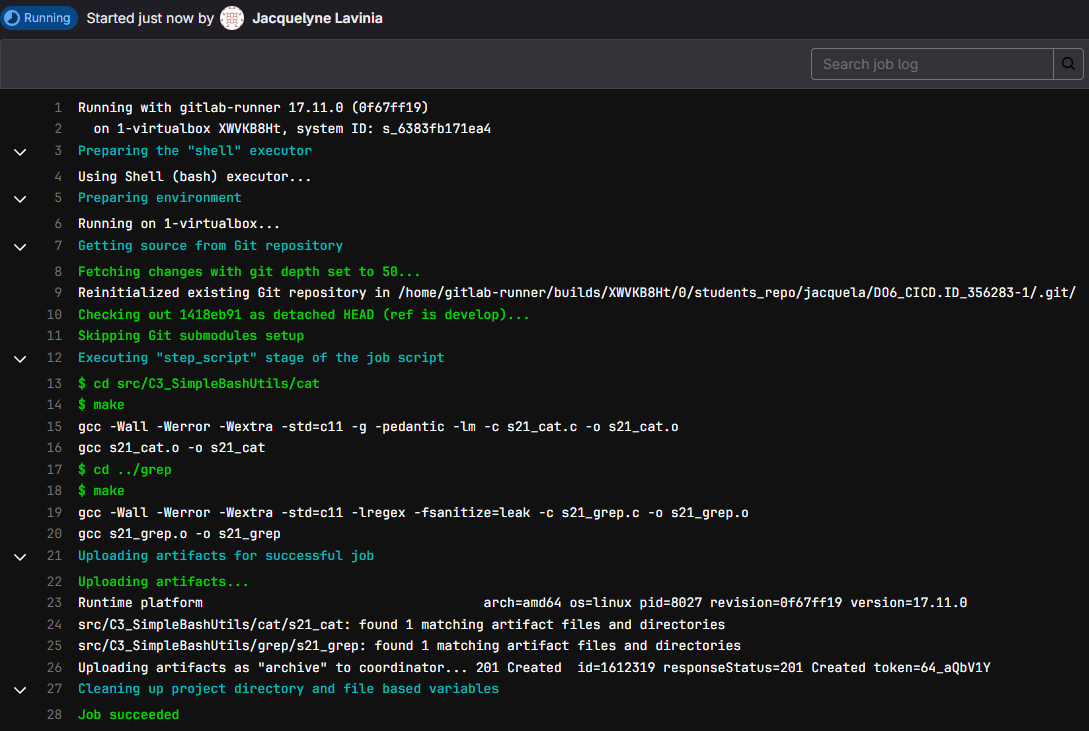 Running Started just now by Jacquelyne Lavinia
Search job log
1 Running with gitlab-runner 17.11.0 (0f67ff19)
2 on 1-virtualbox XWVKB8Ht, system ID: s_6383fb171ea4
3 Preparing the "shell" executor
4 Using Shell (bash) executor...
5 Preparing environment
6 Running on 1-virtualbox...
7 Getting source from Git repository
8 Fetching changes with git depth set to 50...
9 Reinitialized existing Git repository in /home/gitlab-runner/builds/XWVKB8Ht/0/students_repo/jacquela/DO6_CICD.ID_356283-1/.git/
10 Checking out 1418eb91 as detached HEAD (ref is develop)...
11 Skipping Git submodules setup
12 Executing "step_script" stage of the job script
13 $ cd src/C3_SimpleBashUtils/cat
14 $ make
15 gcc -Wall -Werror -Wextra -std=c11 -g -pedantic -lm -c s21_cat.c -o s21_cat.o
16 gcc s21_cat.o -o s21_cat
17 $ cd ../grep
18 $ make
19 gcc -Wall -Werror -Wextra -std=c11 -lregex -fsanitize=leak -c s21_grep.c -o s21_grep.o
20 gcc s21_grep.o -o s21_grep
21 Uploading artifacts for successful job
22 Uploading artifacts...
23 Runtime platform arch=amd64 os=linux pid=8027 revision=0f67ff19 version=17.11.0
24 src/C3_SimpleBashUtils/cat/s21_cat: found 1 matching artifact files and directories
25 src/C3_SimpleBashUtils/grep/s21_grep: found 1 matching artifact files and directories
26 Uploading artifacts as "archive" to coordinator... 201 Created id=1612319 responseStatus=201 Created token=64_aQbV1Y
27 Cleaning up project directory and file based variables
28 Job succeeded